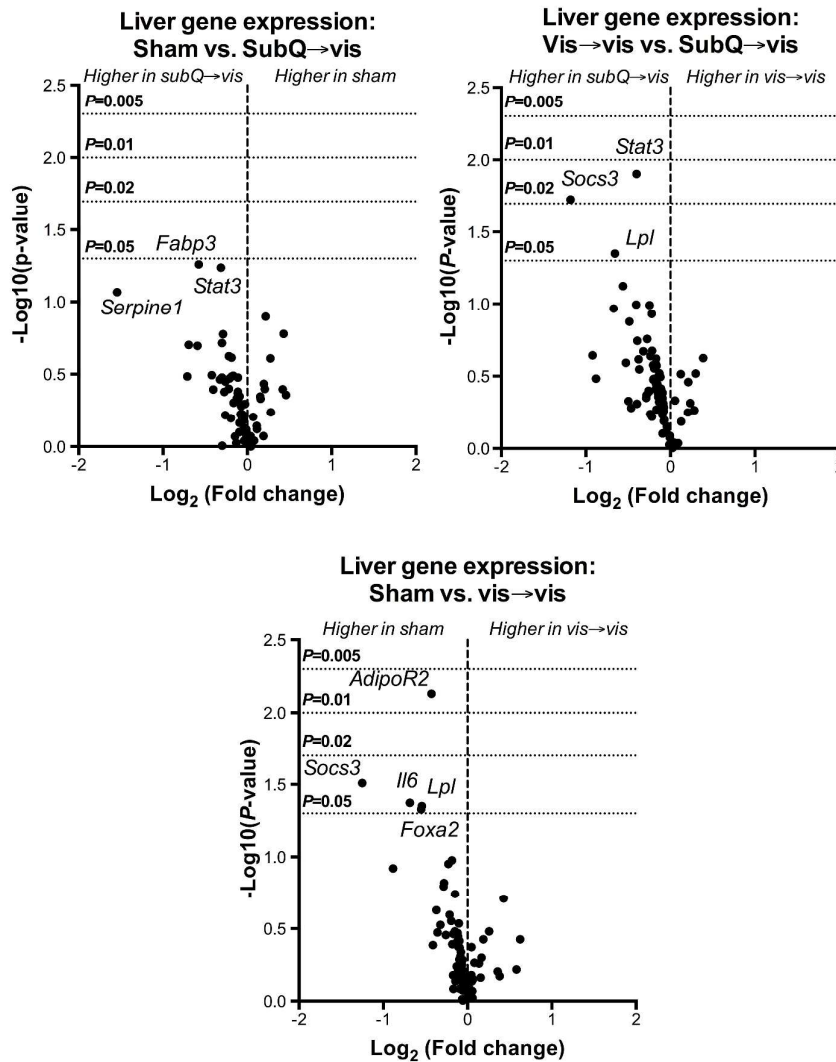 Liver gene expression:
Sham vs. SubQ→vis
Higher in subQ→vis Higher in sham
2.5
P=0.005
P=0.01
2.0
P=0.02
1.5
P=0.05
Fabp3
Stat3
1.0
Serpine1
0.5
0.0
-Log10(p-value)
-2 -1 0 1 2
Log2 (Fold change)
Liver gene expression:
Vis→vis vs. SubQ→vis
Higher in subQ→vis Higher in vis→vis
2.5
P=0.005
P=0.01
Stat3
2.0
Socs3
P=0.02
1.5
Lpl
P=0.05
1.0
0.5
0.0
-Log10(P-value)
-2 -1 0 1
Log2 (Fold change)
Liver gene expression:
Sham vs. vis→vis
Higher in sham Higher in vis→vis
2.5
P=0.005
AdipoR2
P=0.01
2.0
P=0.02
Socs3
Il6 Lpl
1.5
P=0.05
Foxa2
1.0
0.5
0.0
-Log10(P-value)
-2 -1 0 1 2
Log2 (Fold change)